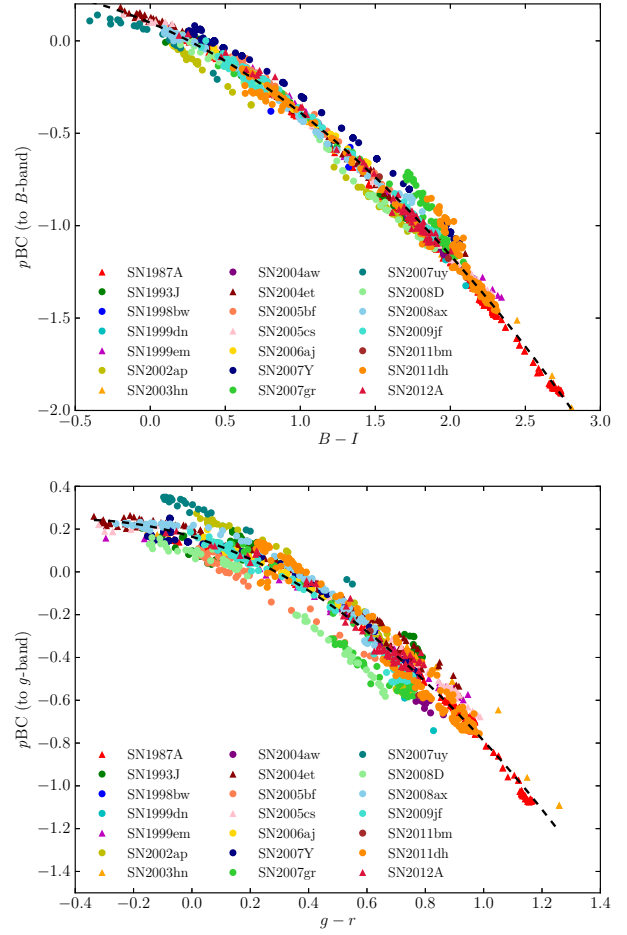 0.0
−0.5
−1.0
−1.5
−2.0
pBC (to B-band)
SN1987A SN2004aw SN2007uy
SN1993J SN2004et SN2008D
SN1998bw SN2005bf SN2008ax
SN1999dn SN2005cs SN2009jf
SN1999em SN2006aj SN2011bm
SN2002ap SN2007Y SN2011dh
SN2003hn SN2007gr SN2012A
−0.5 0.0 0.5 1.0 1.5 2.0 2.5 3.0
B − I
0.4
0.2
0.0
−0.2
−0.4
−0.6
−0.8
−1.0
−1.2
−1.4
pBC (to g-band)
SN1987A SN2004aw SN2007uy
SN1993J SN2004et SN2008D
SN1998bw SN2005bf SN2008ax
SN1999dn SN2005cs SN2009jf
SN1999em SN2006aj SN2011bm
SN2002ap SN2007Y SN2011dh
SN2003hn SN2007gr SN2012A
−0.4 −0.2 0.0 0.2 0.4 0.6 0.8 1.0 1.2 1.4
g − r